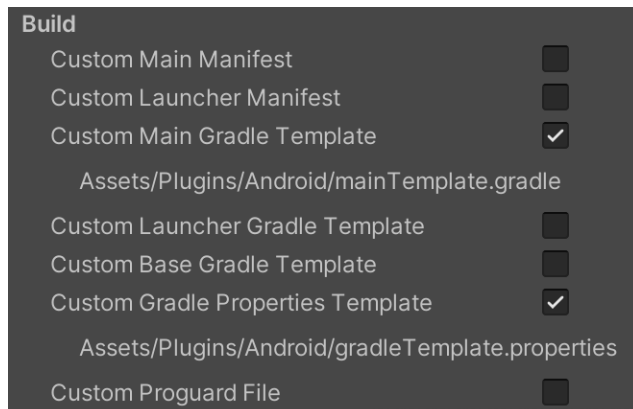 Build
Custom Main Manifest
Custom Launcher Manifest
Custom Main Gradle Template
Assets/Plugins/Android/mainTemplate.gradle
Custom Launcher Gradle Template
Custom Base Gradle Template
Custom Gradle Properties Template
Assets/Plugins/Android/gradleTemplate.properties
Custom Proguard File